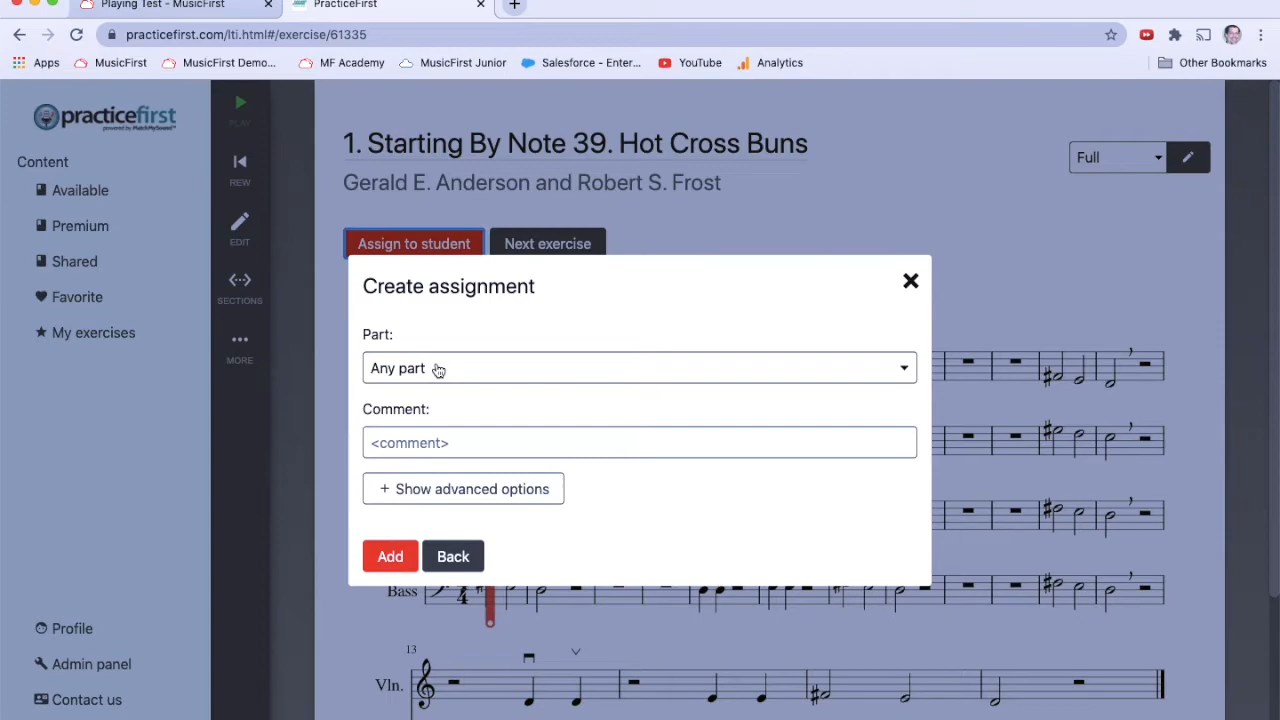 Playing Test - MusicFirst
PracticeFirst
practicefirst.com/lti.html#/exercise/61335
Apps MusicFirst MusicFirst Demo... MF Academy MusicFirst Junior Salesforce - Enter... YouTube Analytics Other Bookmarks
practicefirst
powered by MatchMySound™
Content
Available
Premium
Shared
Favorite
My exercises
Profile
Admin panel
Contact us
PLAY
REW
EDIT
SECTIONS
MORE
1. Starting By Note 39. Hot Cross Buns
Gerald E. Anderson and Robert S. Frost
Full
Assign to student Next exercise
Create assignment
Part:
Any part
Comment:
<comment>
+ Show advanced options
Add Back
Bass
13
Vln.